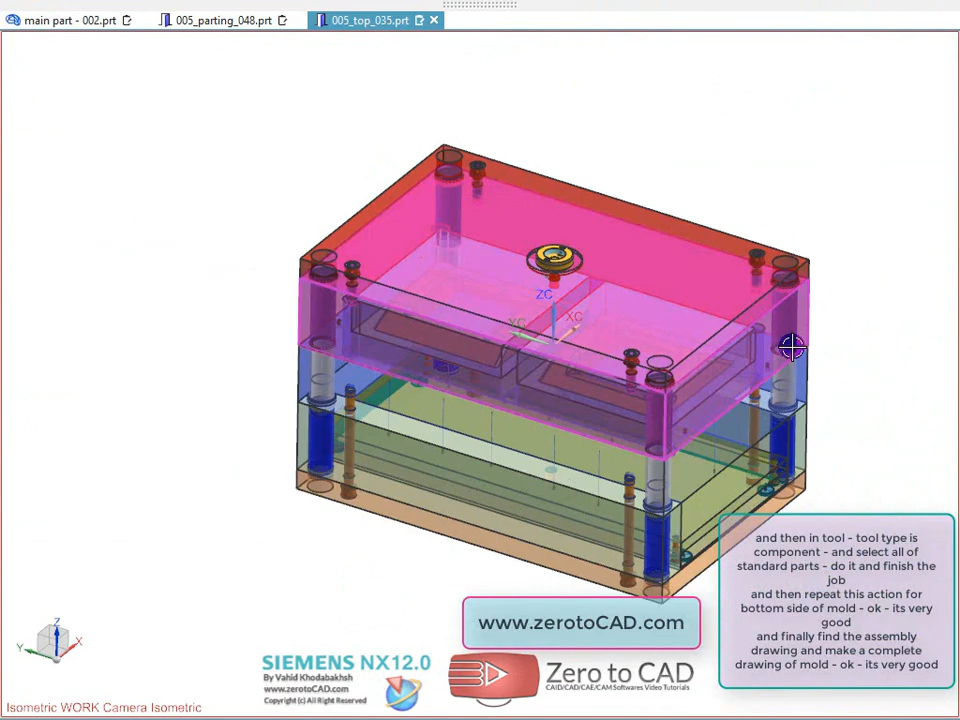 main part - 002.prt
005_parting_048.prt
005_top_035.prt
ZC
XC
YC
and then in tool - tool type is
component - and select all of
standard parts - do it and finish the
job
and then repeat this action for
bottom side of mold - ok - its very
good
and finally find the assembly
drawing and make a complete
drawing of mold - ok - its very good
www.zerotoCAD.com
Z
X
Y
SIEMENS NX12.0
By Vahid Khodabakhsh
www.zerotoCAD.com
Copyright (c) All Right Reserved
Zero to CAD
CAID/CAD/CAE/CAM Softwares Video Tutorials
Isometric WORK Camera Isometric